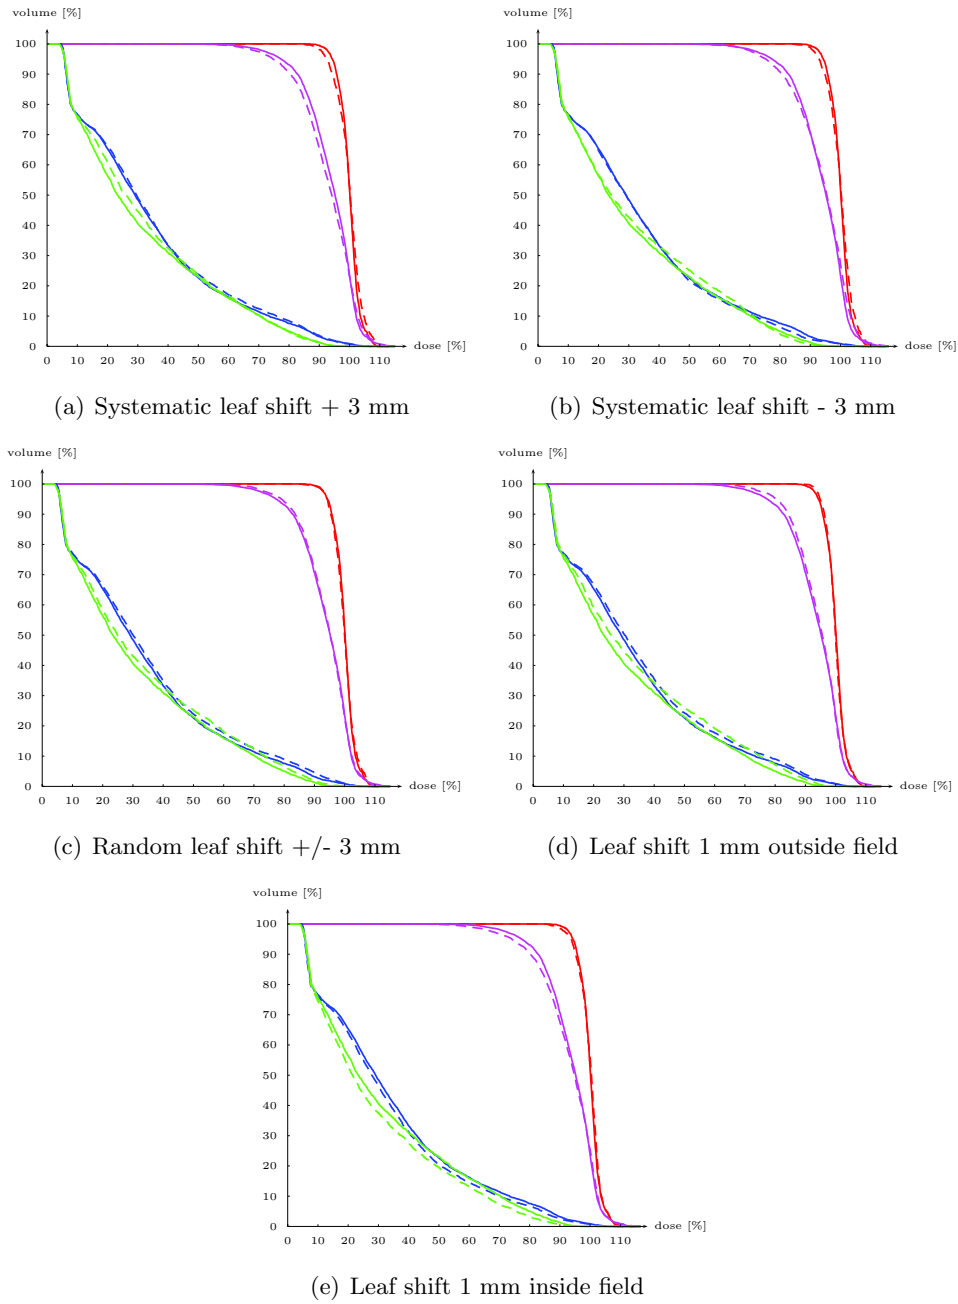 volume [%]
volume [%]
100
90
80
70
60
50
40
30
20
10
0
0 10 20 30 40 50 60 70 80 90 100 110
dose [%]
100
90
80
70
60
50
40
30
20
10
0
0 10 20 30 40 50 60 70 80 90 100 110
dose [%]
(a) Systematic leaf shift + 3 mm
(b) Systematic leaf shift - 3 mm
volume [%]
volume [%]
100
90
80
70
60
50
40
30
20
10
0
0 10 20 30 40 50 60 70 80 90 100 110
dose [%]
100
90
80
70
60
50
40
30
20
10
0
0 10 20 30 40 50 60 70 80 90 100 110
dose [%]
(c) Random leaf shift +/- 3 mm
(d) Leaf shift 1 mm outside field
volume [%]
100
90
80
70
60
50
40
30
20
10
0
0 10 20 30 40 50 60 70 80 90 100 110
dose [%]
(e) Leaf shift 1 mm inside field